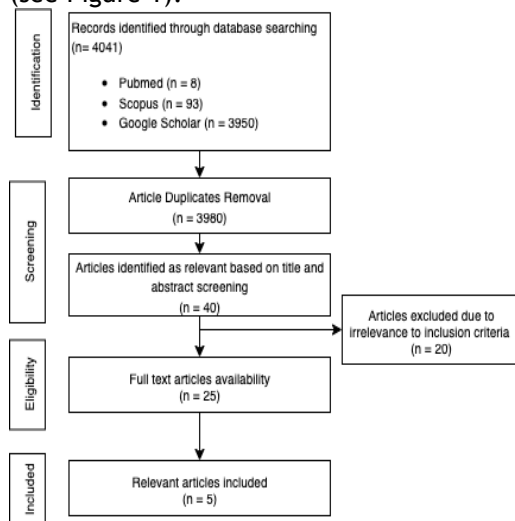 (see Figure 1).
Identification
Records identified through database searching
(n= 4041)
• Pubmed (n = 8)
• Scopus (n = 93)
• Google Scholar (n = 3950)
Screening
Article Duplicates Removal
(n = 3980)
Articles identified as relevant based on title and
abstract screening
(n = 40)
Articles excluded due to
irrelevance to inclusion criteria
(n = 20)
Eligibility
Full text articles availability
(n = 25)
Included
Relevant articles included
(n = 5)